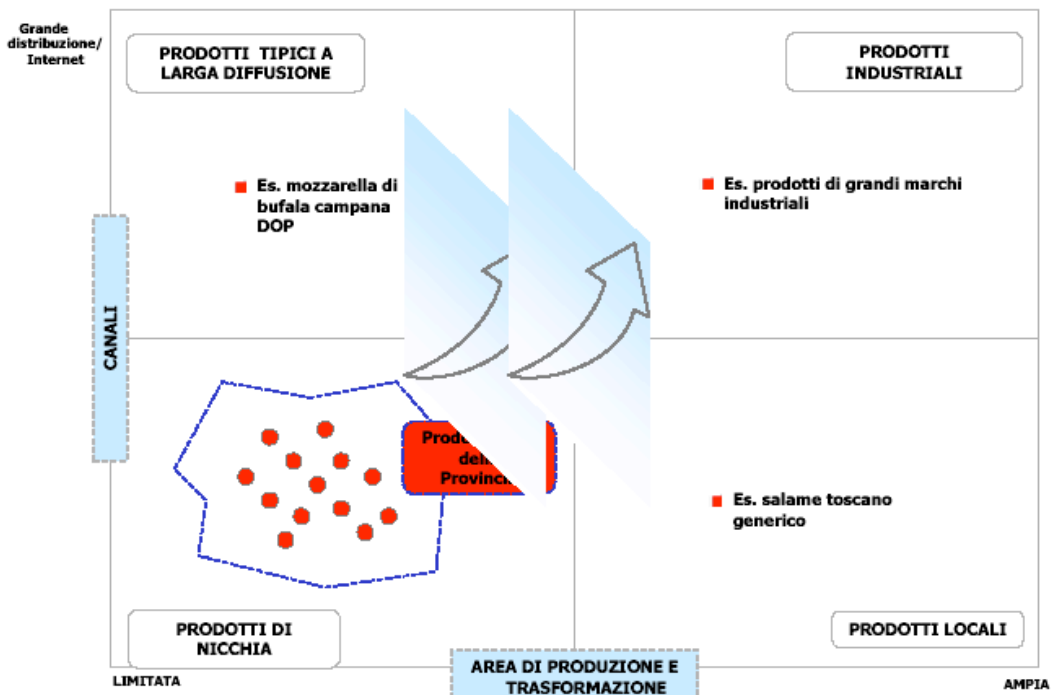 Grande
distribuzione/
Internet
PRODOTTI TIPICI A
LARGA DIFFUSIONE
PRODOTTI
INDUSTRIALI
Es. mozzarella di
bufala campana
DOP
Es. prodotti di grandi marchi
industriali
CANALI
Es. salame toscano
generico
PRODOTTI DI
NICCHIA
PRODOTTI LOCALI
LIMITATA
AREA DI PRODUZIONE E
TRASFORMAZIONE
AMPIA